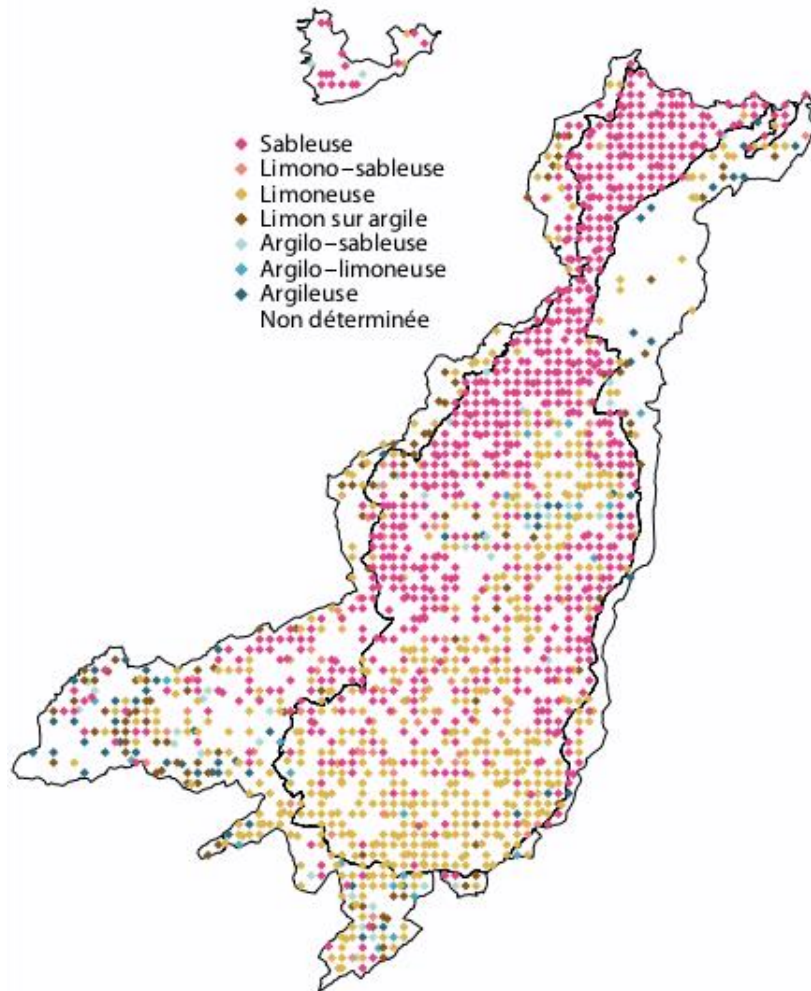 Sableuse
Limono-sableuse
Limoneuse
Limon sur argile
Argilo-sableuse
Argilo-limoneuse
Argileuse
Non déterminée